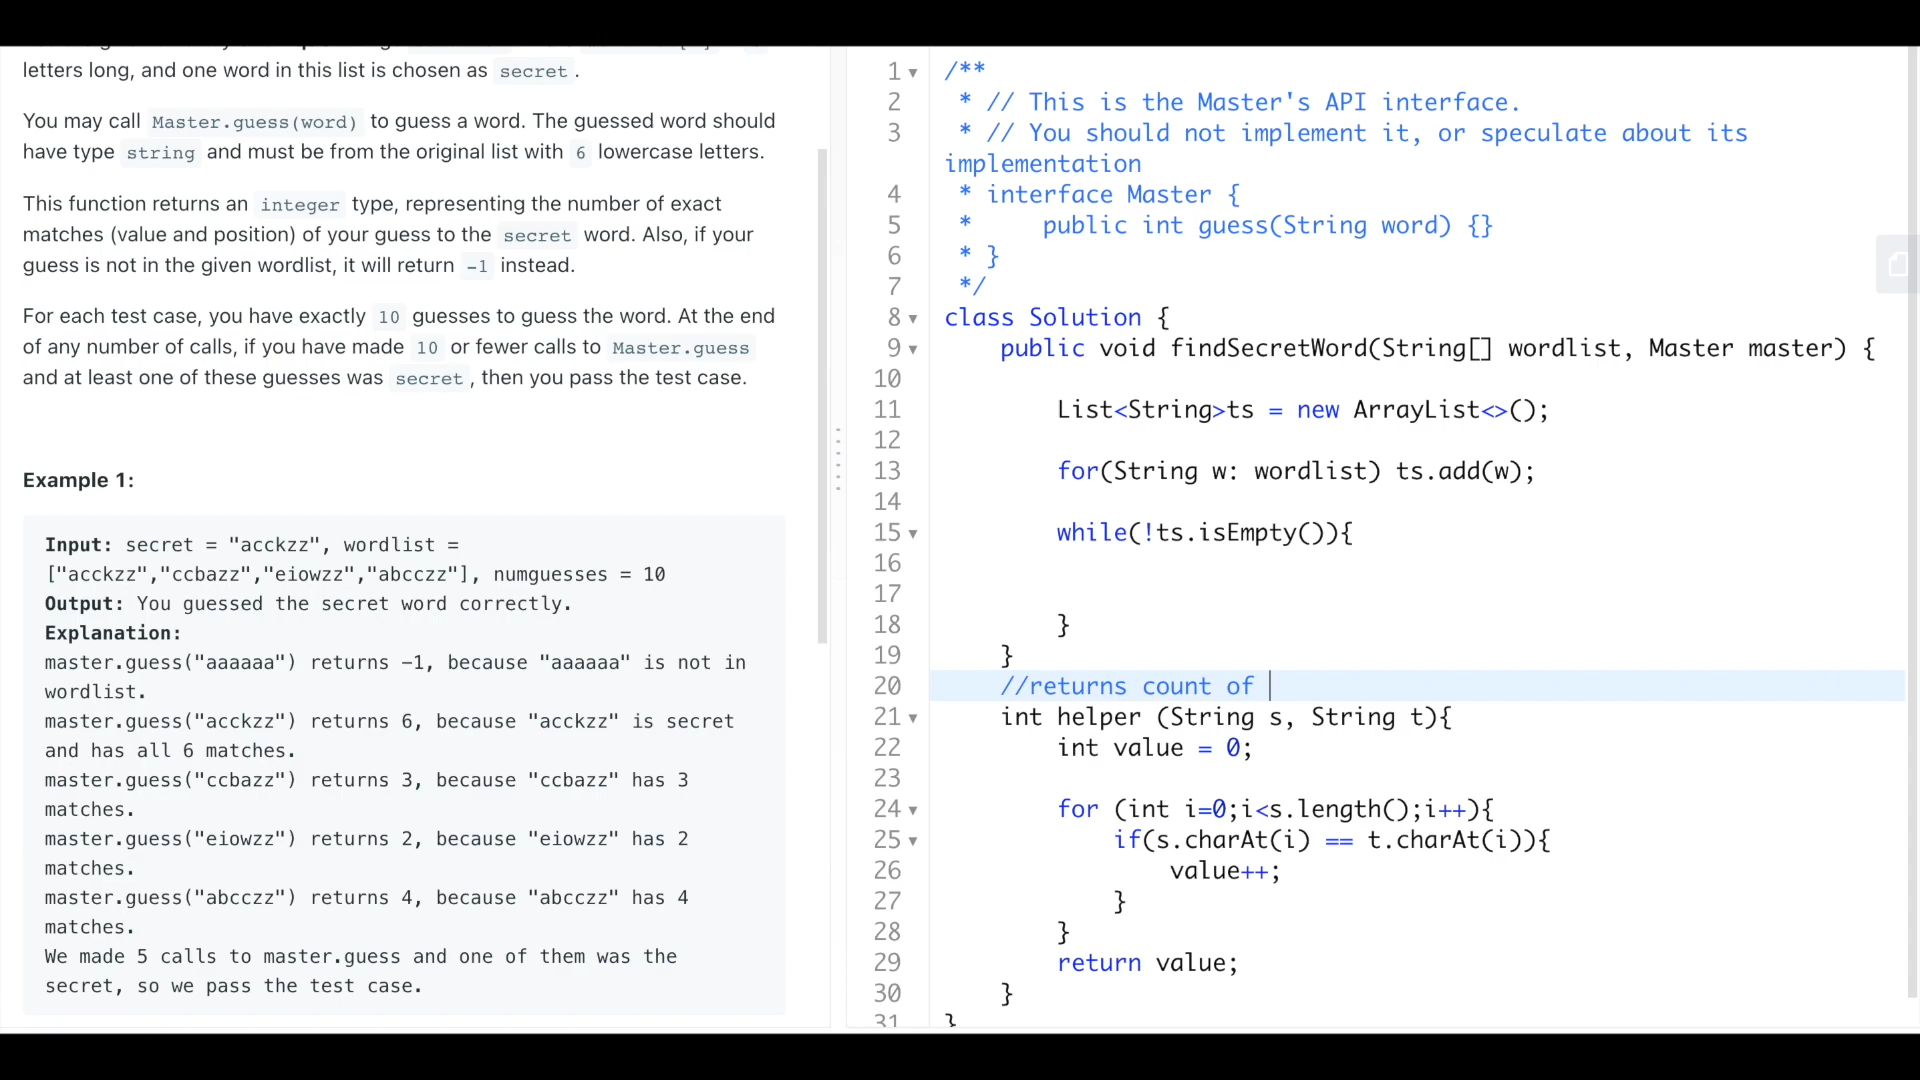 letters long, and one word in this list is chosen as secret .
You may call Master.guess(word) to guess a word. The guessed word should
have type string and must be from the original list with 6 lowercase letters.
This function returns an integer type, representing the number of exact
matches (value and position) of your guess to the secret word. Also, if your
guess is not in the given wordlist, it will return -1 instead.
For each test case, you have exactly 10 guesses to guess the word. At the end
of any number of calls, if you have made 10 or fewer calls to Master.guess
and at least one of these guesses was secret , then you pass the test case.
Example 1:
Input: secret = "acckzz", wordlist =
["acckzz","ccbazz","eiowzz","abcczz"], numguesses = 10
Output: You guessed the secret word correctly.
Explanation:
master.guess("aaaaaa") returns -1, because "aaaaaa" is not in
wordlist.
master.guess("acckzz") returns 6, because "acckzz" is secret
and has all 6 matches.
master.guess("ccbazz") returns 3, because "ccbazz" has 3
matches.
master.guess("eiowzz") returns 2, because "eiowzz" has 2
matches.
master.guess("abcczz") returns 4, because "abcczz" has 4
matches.
We made 5 calls to master.guess and one of them was the
secret, so we pass the test case.
1 /**
2  * // This is the Master's API interface.
3  * // You should not implement it, or speculate about its
implementation
4  * interface Master {
5  *     public int guess(String word) {}
6  * }
7  */
8 class Solution {
9     public void findSecretWord(String[] wordlist, Master master) {
10
11         List<String>ts = new ArrayList<>();
12
13         for(String w: wordlist) ts.add(w);
14
15         while(!ts.isEmpty()){
16
17
18         }
19     }
20     //returns count of
21     int helper (String s, String t){
22         int value = 0;
23
24         for (int i=0;i<s.length();i++){
25             if(s.charAt(i) == t.charAt(i)){
26                 value++;
27             }
28         }
29         return value;
30     }
31 }